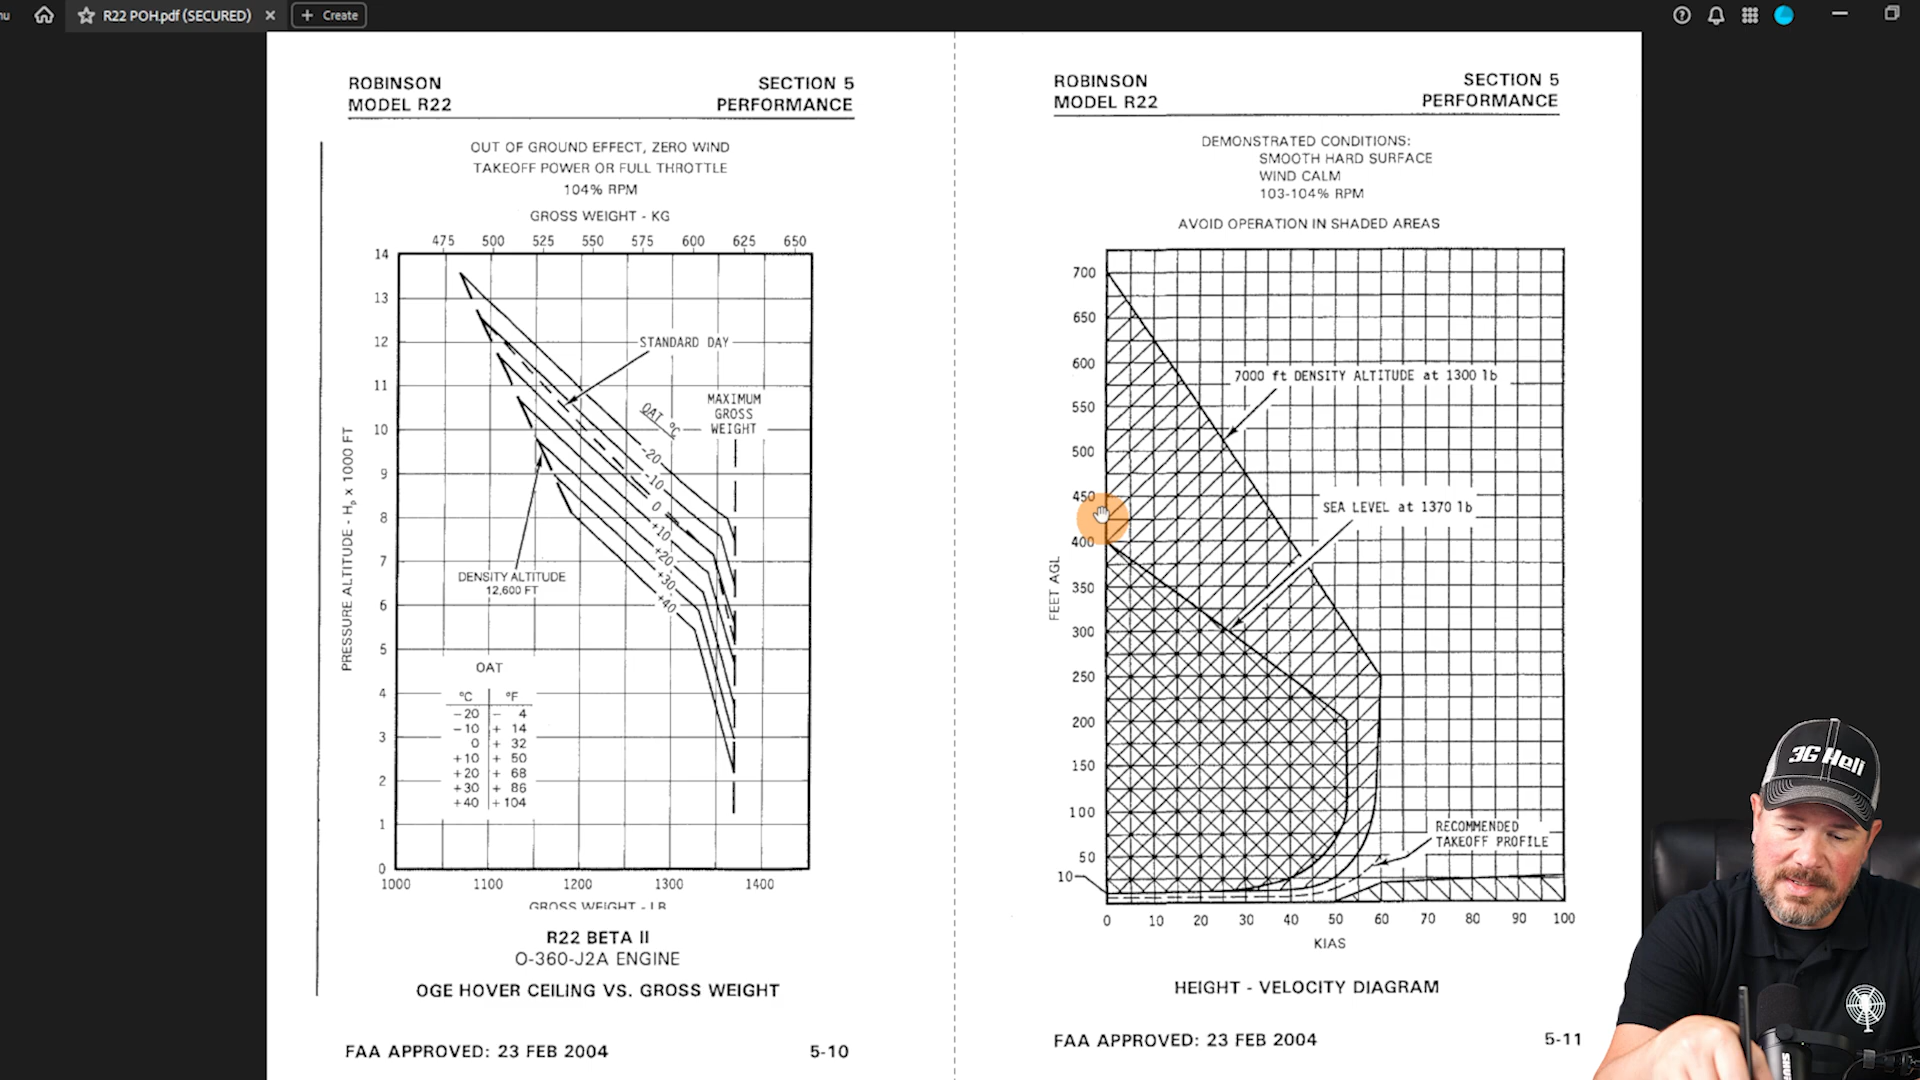 nu
R22 POH.pdf (SECURED)
Create
ROBINSON
MODEL R22
SECTION 5
PERFORMANCE
OUT OF GROUND EFFECT, ZERO WIND
TAKEOFF POWER OR FULL THROTTLE
104% RPM
GROSS WEIGHT - KG
475 500 525 550 575 600 625 650
14
13
12
11
10
9
8
7
6
5
4
3
2
1
0
PRESSURE ALTITUDE - Hp x 1000 FT
STANDARD DAY
MAXIMUM
GROSS
WEIGHT
OAT °C
-20
-10
0
+10
+20
+30
+40
DENSITY ALTITUDE
12,600 FT
OAT
°C °F
-20 - 4
-10 + 14
0 + 32
+10 + 50
+20 + 68
+30 + 86
+40 + 104
1000 1100 1200 1300 1400
GROSS WEIGHT - LB
R22 BETA II
O-360-J2A ENGINE
OGE HOVER CEILING VS. GROSS WEIGHT
FAA APPROVED: 23 FEB 2004
5-10
ROBINSON
MODEL R22
SECTION 5
PERFORMANCE
DEMONSTRATED CONDITIONS:
SMOOTH HARD SURFACE
WIND CALM
103-104% RPM
AVOID OPERATION IN SHADED AREAS
700
650
600
550
500
450
400
350
300
250
200
150
100
50
10
FEET AGL
7000 ft DENSITY ALTITUDE at 1300 lb
SEA LEVEL at 1370 lb
RECOMMENDED
TAKEOFF PROFILE
0 10 20 30 40 50 60 70 80 90 100
KIAS
HEIGHT - VELOCITY DIAGRAM
FAA APPROVED: 23 FEB 2004
5-11
3G Heli
SHURE